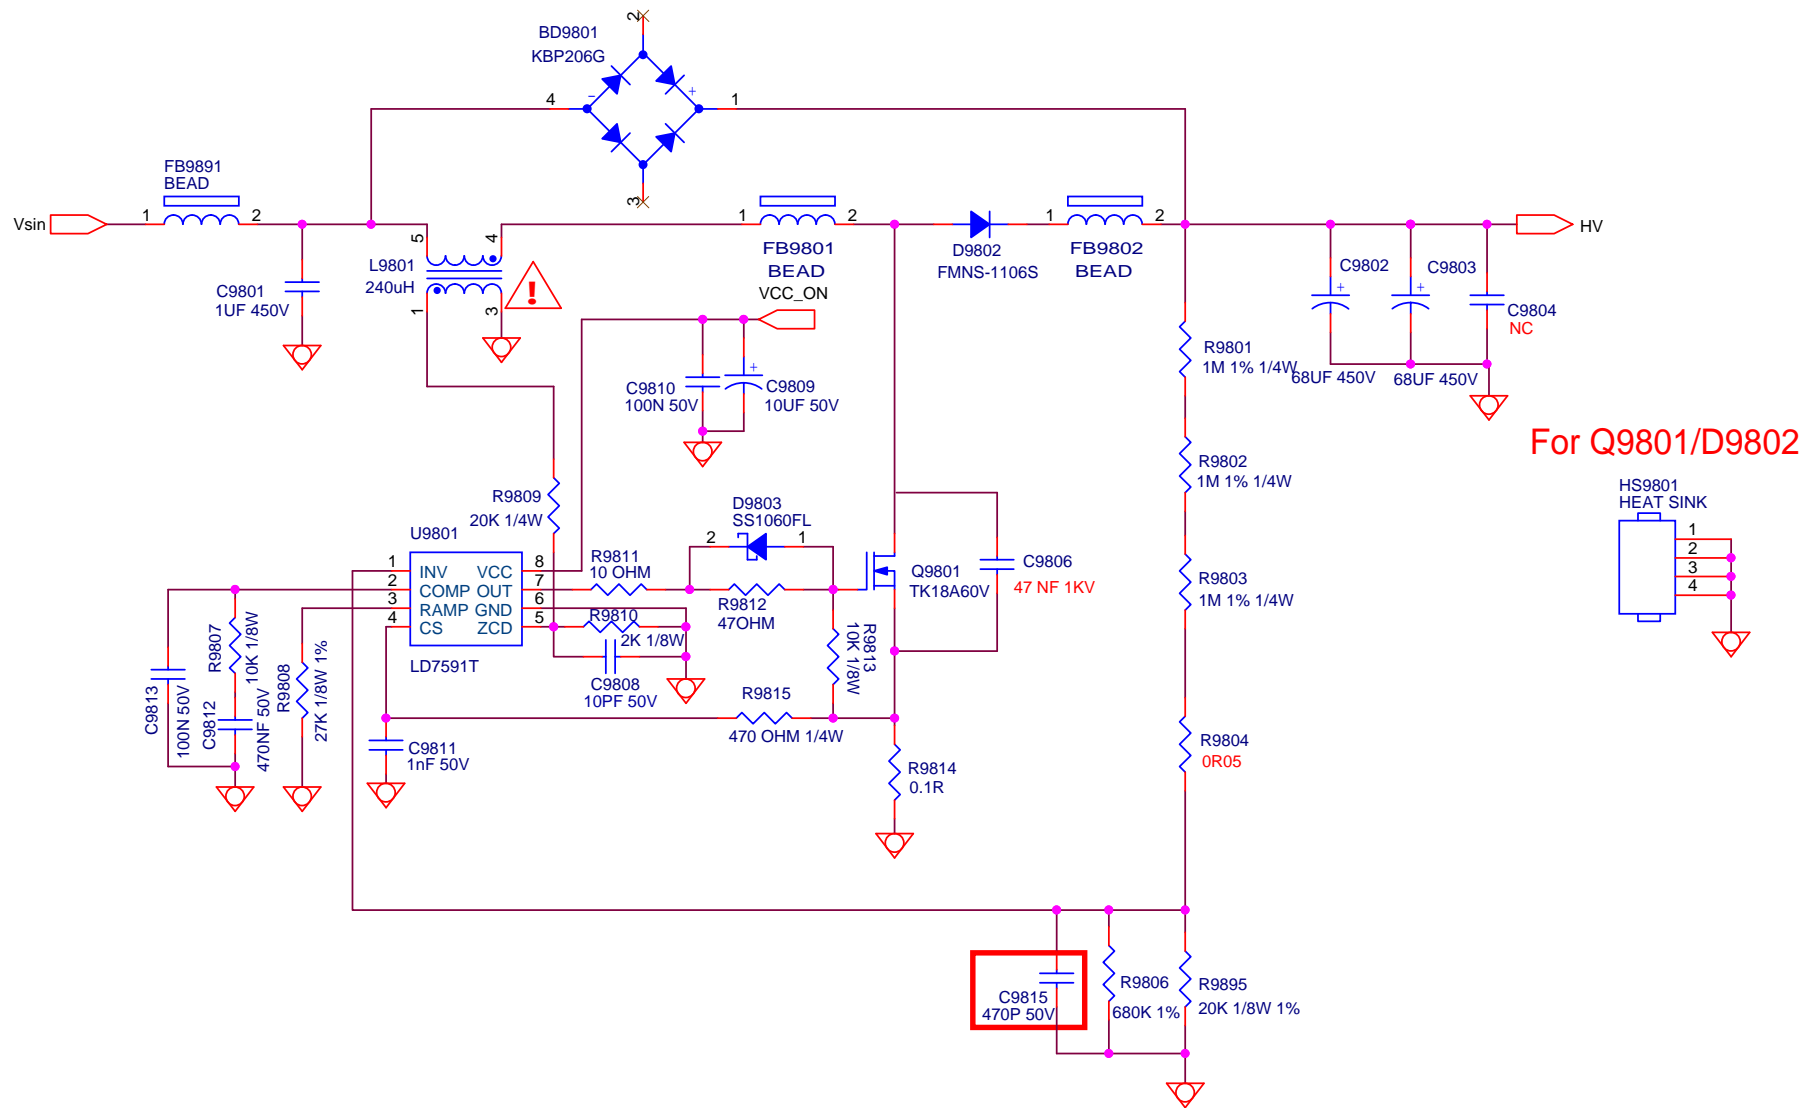 BD9801
KBP206G
2
4
-
+
1
3
FB9891
BEAD
Vsin
1
2
5
4
L9801
240uH
!
1
3
C9801
1UF 450V
1
2
FB9801
BEAD
VCC_ON
D9802
FMNS-1106S
1
2
FB9802
BEAD
HV
C9802
+
68UF 450V
C9803
+
68UF 450V
C9804
NC
R9801
1M 1% 1/4W
C9810
100N 50V
+
C9809
10UF 50V
For Q9801/D9802
R9802
1M 1% 1/4W
HS9801
HEAT SINK
1
2
3
4
R9809
20K 1/4W
D9803
SS1060FL
2
1
U9801
1
INV
VCC
8
2
COMP
OUT
7
3
RAMP
GND
6
4
CS
ZCD
5
LD7591T
R9811
10 OHM
R9812
47OHM
R9810
2K 1/8W
C9808
10PF 50V
Q9801
TK18A60V
C9806
47 NF 1KV
R9803
1M 1% 1/4W
R9813
10K 1/8W
R9807
10K 1/8W
R9808
27K 1/8W 1%
C9813
100N 50V
C9812
470NF 50V
R9815
470 OHM 1/4W
C9811
1nF 50V
R9814
0.1R
R9804
0R05
C9815
470P 50V
R9806
680K 1%
R9895
20K 1/8W 1%